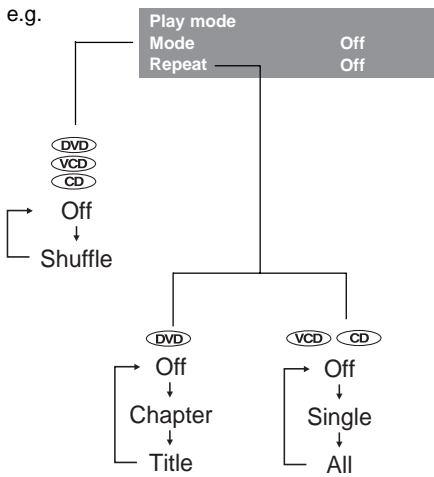 e.g.
Play mode
Mode Off
Repeat Off
DVD
VCD
CD
Off
Shuffle
DVD
Off
Chapter
Title
VCD CD
Off
Single
All